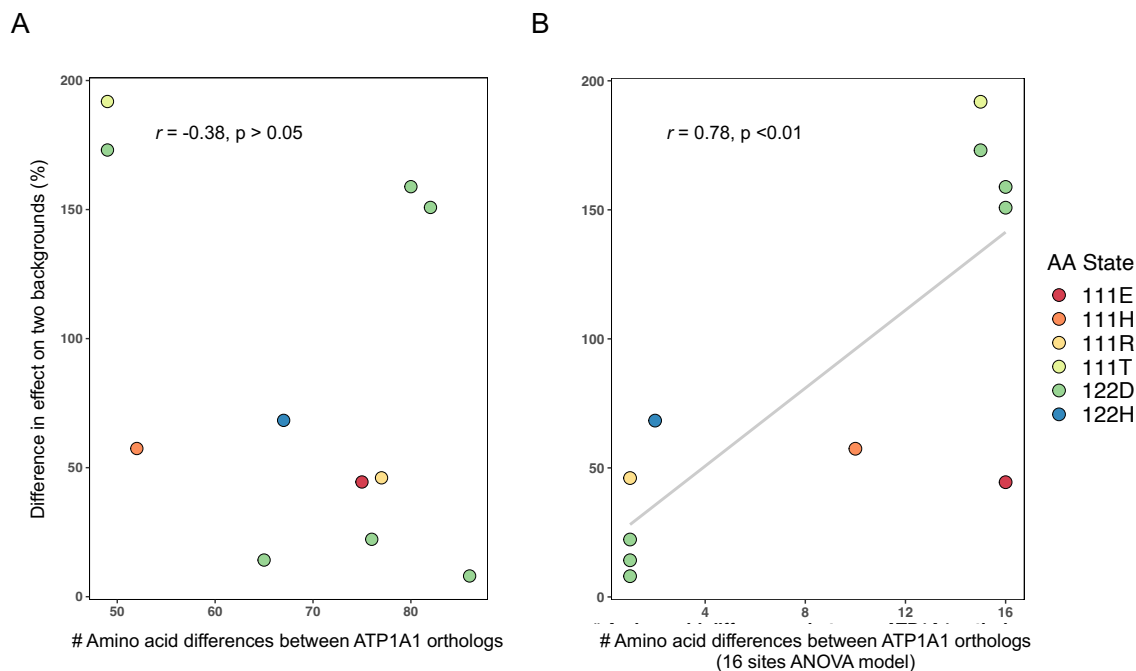 A
B
200
150
100
50
0
Difference in effect on two backgrounds (%)
r = -0.38, p > 0.05
50 60 70 80
# Amino acid differences between ATP1A1 orthologs
200
150
100
50
0
r = 0.78, p <0.01
4 8 12 16
# Amino acid differences between ATP1A1 orthologs
(16 sites ANOVA model)
AA State
111E
111H
111R
111T
122D
122H